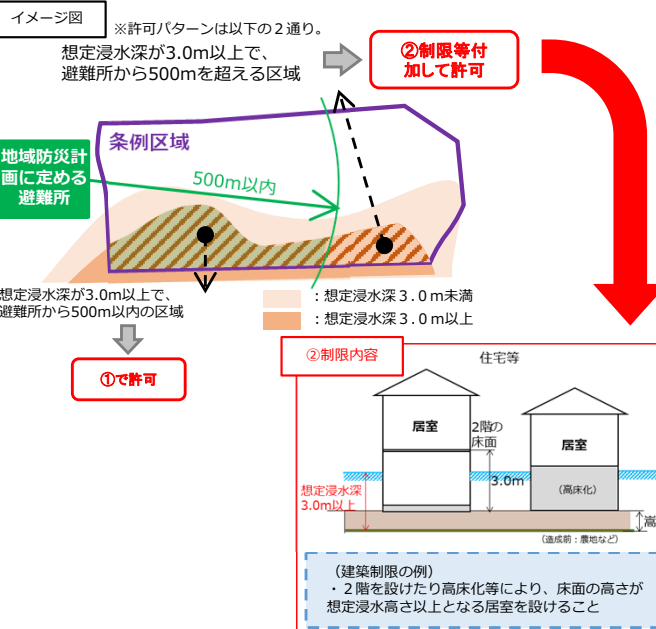 イメージ図
※許可パターンは以下の２通り。
想定浸水深が3.0m以上で、
避難所から500mを超える区域
②制限等付
加して許可
地域防災計
画に定める
避難所
条例区域
500m以内
想定浸水深が3.0m以上で、
避難所から500m以内の区域
：想定浸水深３.０ｍ未満
：想定浸水深３.０ｍ以上
①で許可
②制限内容
住宅等
居室
2階の
床面
居室
3.0m
（高床化）
想定浸水深
3.0m以上
嵩
（造成前：農地など）
（建築制限の例）
・２階を設けたり高床化等により、床面の高さが
想定浸水高さ以上となる居室を設けること